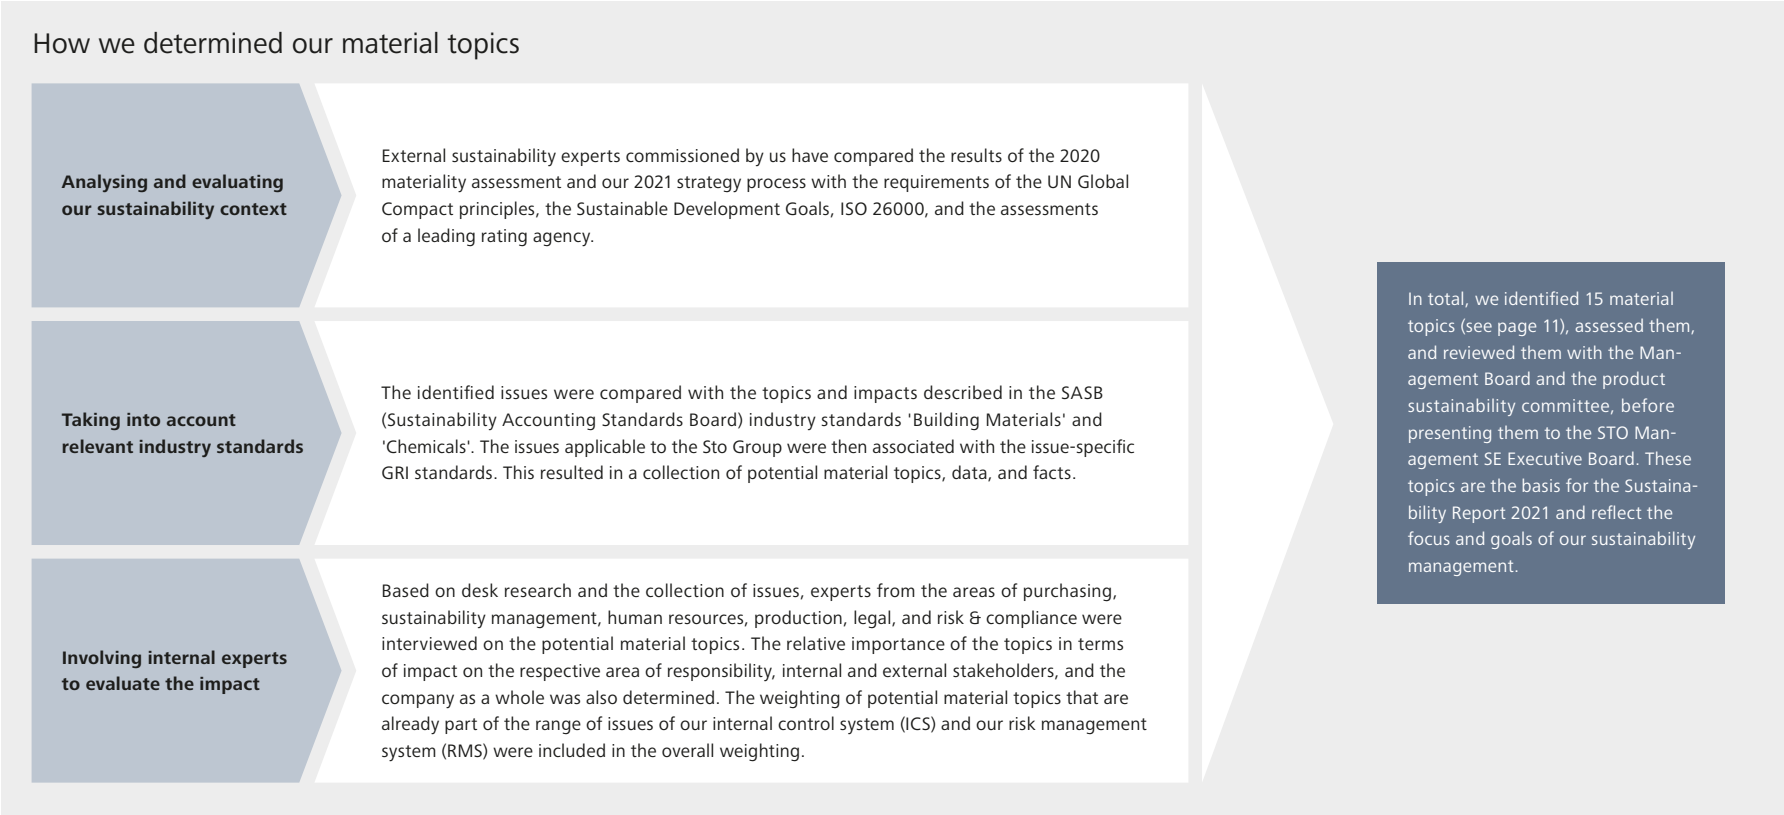 How we determined our material topics
Analysing and evaluating
our sustainability context
External sustainability experts commissioned by us have compared the results of the 2020
materiality assessment and our 2021 strategy process with the requirements of the UN Global
Compact principles, the Sustainable Development Goals, ISO 26000, and the assessments
of a leading rating agency.
Taking into account
relevant industry standards
The identified issues were compared with the topics and impacts described in the SASB
(Sustainability Accounting Standards Board) industry standards 'Building Materials' and
'Chemicals'. The issues applicable to the Sto Group were then associated with the issue-specific
GRI standards. This resulted in a collection of potential material topics, data, and facts.
Involving internal experts
to evaluate the impact
Based on desk research and the collection of issues, experts from the areas of purchasing,
sustainability management, human resources, production, legal, and risk & compliance were
interviewed on the potential material topics. The relative importance of the topics in terms
of impact on the respective area of responsibility, internal and external stakeholders, and the
company as a whole was also determined. The weighting of potential material topics that are
already part of the range of issues of our internal control system (ICS) and our risk management
system (RMS) were included in the overall weighting.
In total, we identified 15 material
topics (see page 11), assessed them,
and reviewed them with the Man-
agement Board and the product
sustainability committee, before
presenting them to the STO Man-
agement SE Executive Board. These
topics are the basis for the Sustaina-
bility Report 2021 and reflect the
focus and goals of our sustainability
management.